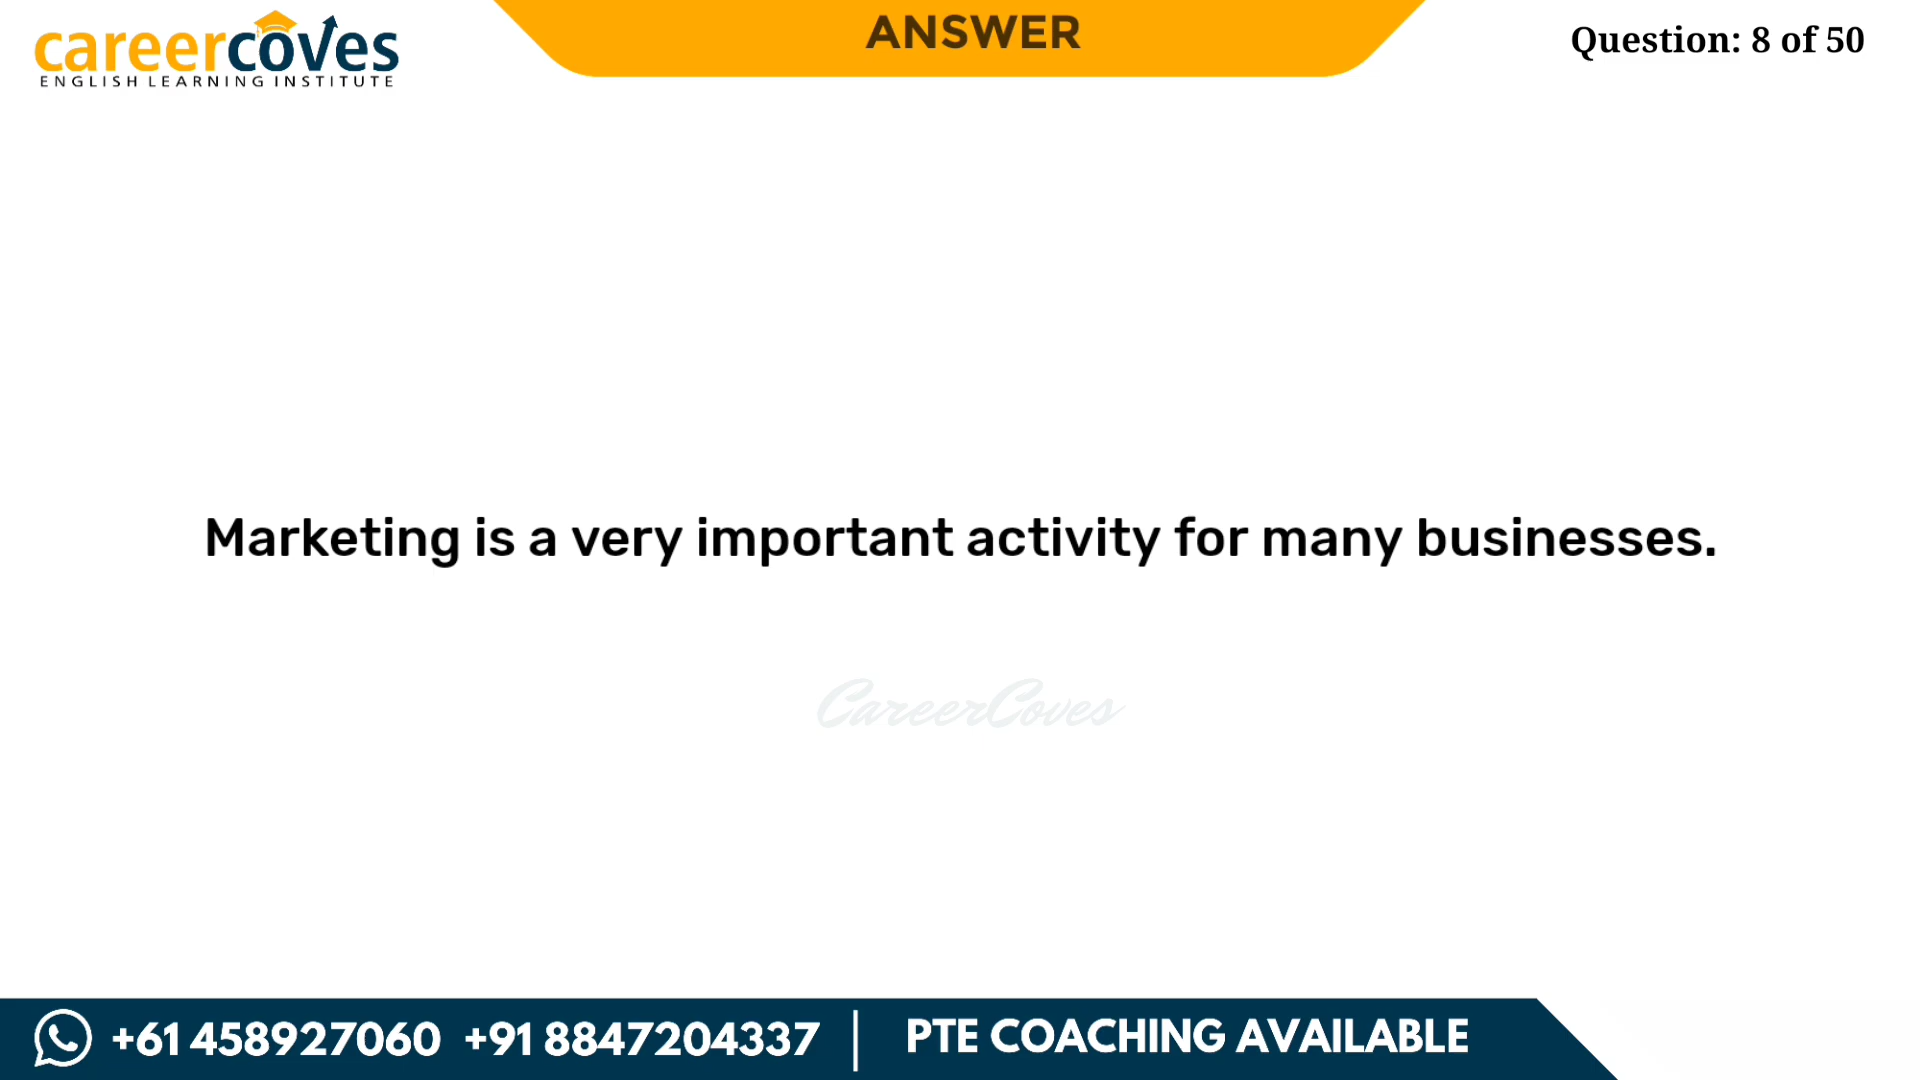 careercoves
ENGLISH LEARNING INSTITUTE
ANSWER
Question: 8 of 50
Marketing is a very important activity for many businesses.
CareerCoves
+61 458927060 +91 8847204337 | PTE COACHING AVAILABLE